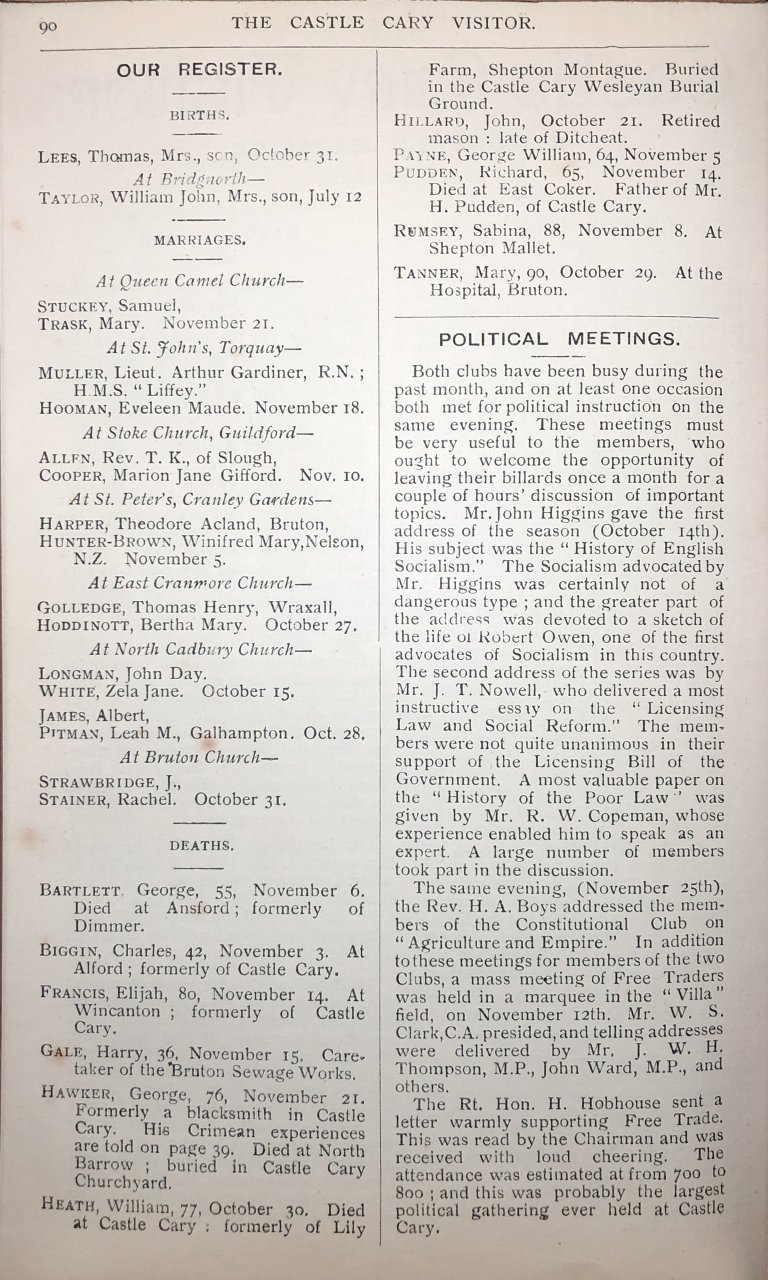 90
THE CASTLE CARY VISITOR.
OUR REGISTER.
BIRTHS.
LEES, Thomas, Mrs., son, October 31.
At Bridgnorth—
TAYLOR, William John, Mrs., son, July 12
MARRIAGES.
At Queen Camel Church—
STUCKEY, Samuel,
TRASK, Mary. November 21.
At St. John's, Torquay—
MULLER, Lieut. Arthur Gardiner, R.N. ;
H.M.S. "Liffey."
HOOMAN, Eveleen Maude. November 18.
At Stoke Church, Guildford—
ALLEN, Rev. T. K., of Slough,
COOPER, Marion Jane Gifford. Nov. 10.
At St. Peter's, Cranley Gardens—
HARPER, Theodore Acland, Bruton,
HUNTER-BROWN, Winifred Mary, Nelson,
N.Z. November 5.
At East Cranmore Church—
GOLLEDGE, Thomas Henry, Wraxall,
HODDINOTT, Bertha Mary. October 27.
At North Cadbury Church—
LONGMAN, John Day.
WHITE, Zela Jane. October 15.
JAMES, Albert,
PITMAN, Leah M., Galhampton. Oct. 28.
At Bruton Church—
STRAWBRIDGE, J.,
STAINER, Rachel. October 31.
DEATHS.
BARTLETT, George, 55, November 6.
Died at Ansford ; formerly of
Dimmer.
BIGGIN, Charles, 42, November 3. At
Alford ; formerly of Castle Cary.
FRANCIS, Elijah, 80, November 14. At
Wincanton ; formerly of Castle
Cary.
GALE, Harry, 36, November 15. Care-
taker of the Bruton Sewage Works.
HAWKER, George, 76, November 21.
Formerly a blacksmith in Castle
Cary. His Crimean experiences
are told on page 39. Died at North
Barrow ; buried in Castle Cary
Churchyard.
HEATH, William, 77, October 30. Died
at Castle Cary : formerly of Lily
Farm, Shepton Montague. Buried
in the Castle Cary Wesleyan Burial
Ground.
HILLARD, John, October 21. Retired
mason : late of Ditcheat.
PAYNE, George William, 64, November 5
PUDDEN, Richard, 65, November 14.
Died at East Coker. Father of Mr.
H. Pudden, of Castle Cary.
RUMSEY, Sabina, 88, November 8. At
Shepton Mallet.
TANNER, Mary, 90, October 29. At the
Hospital, Bruton.
POLITICAL MEETINGS.
Both clubs have been busy during the
past month, and on at least one occasion
both met for political instruction on the
same evening. These meetings must
be very useful to the members, who
ought to welcome the opportunity of
leaving their billards once a month for a
couple of hours' discussion of important
topics. Mr. John Higgins gave the first
address of the season (October 14th).
His subject was the "History of English
Socialism." The Socialism advocated by
Mr. Higgins was certainly not of a
dangerous type ; and the greater part of
the address was devoted to a sketch of
the life of Robert Owen, one of the first
advocates of Socialism in this country.
The second address of the series was by
Mr. J. T. Nowell, who delivered a most
instructive essay on the "Licensing
Law and Social Reform." The mem-
bers were not quite unanimous in their
support of the Licensing Bill of the
Government. A most valuable paper on
the "History of the Poor Law" was
given by Mr. R. W. Copeman, whose
experience enabled him to speak as an
expert. A large number of members
took part in the discussion.
The same evening, (November 25th),
the Rev. H. A. Boys addressed the mem-
bers of the Constitutional Club on
"Agriculture and Empire." In addition
to these meetings for members of the two
Clubs, a mass meeting of Free Traders
was held in a marquee in the "Villa"
field, on November 12th. Mr. W. S.
Clark, C.A. presided, and telling addresses
were delivered by Mr. J. W. H.
Thompson, M.P., John Ward, M.P., and
others.
The Rt. Hon. H. Hobhouse sent a
letter warmly supporting Free Trade.
This was read by the Chairman and was
received with loud cheering. The
attendance was estimated at from 700 to
800 ; and this was probably the largest
political gathering ever held at Castle
Cary.